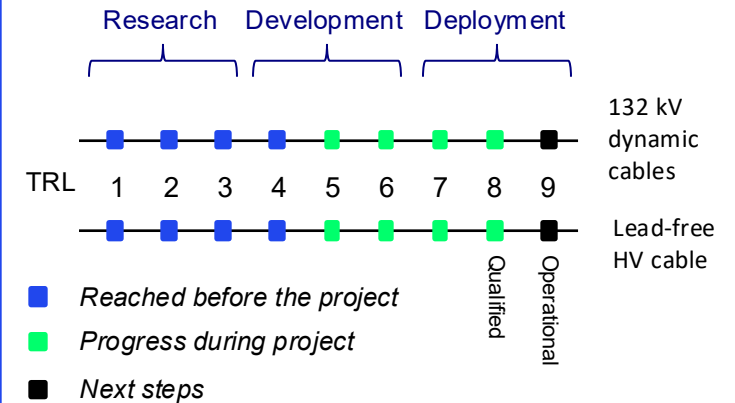 Research Development Deployment
132 kV
dynamic
cables
TRL 1 2 3 4 5 6 7 8 9
Lead-free
HV cable
Qualified
Operational
Reached before the project
Progress during project
Next steps